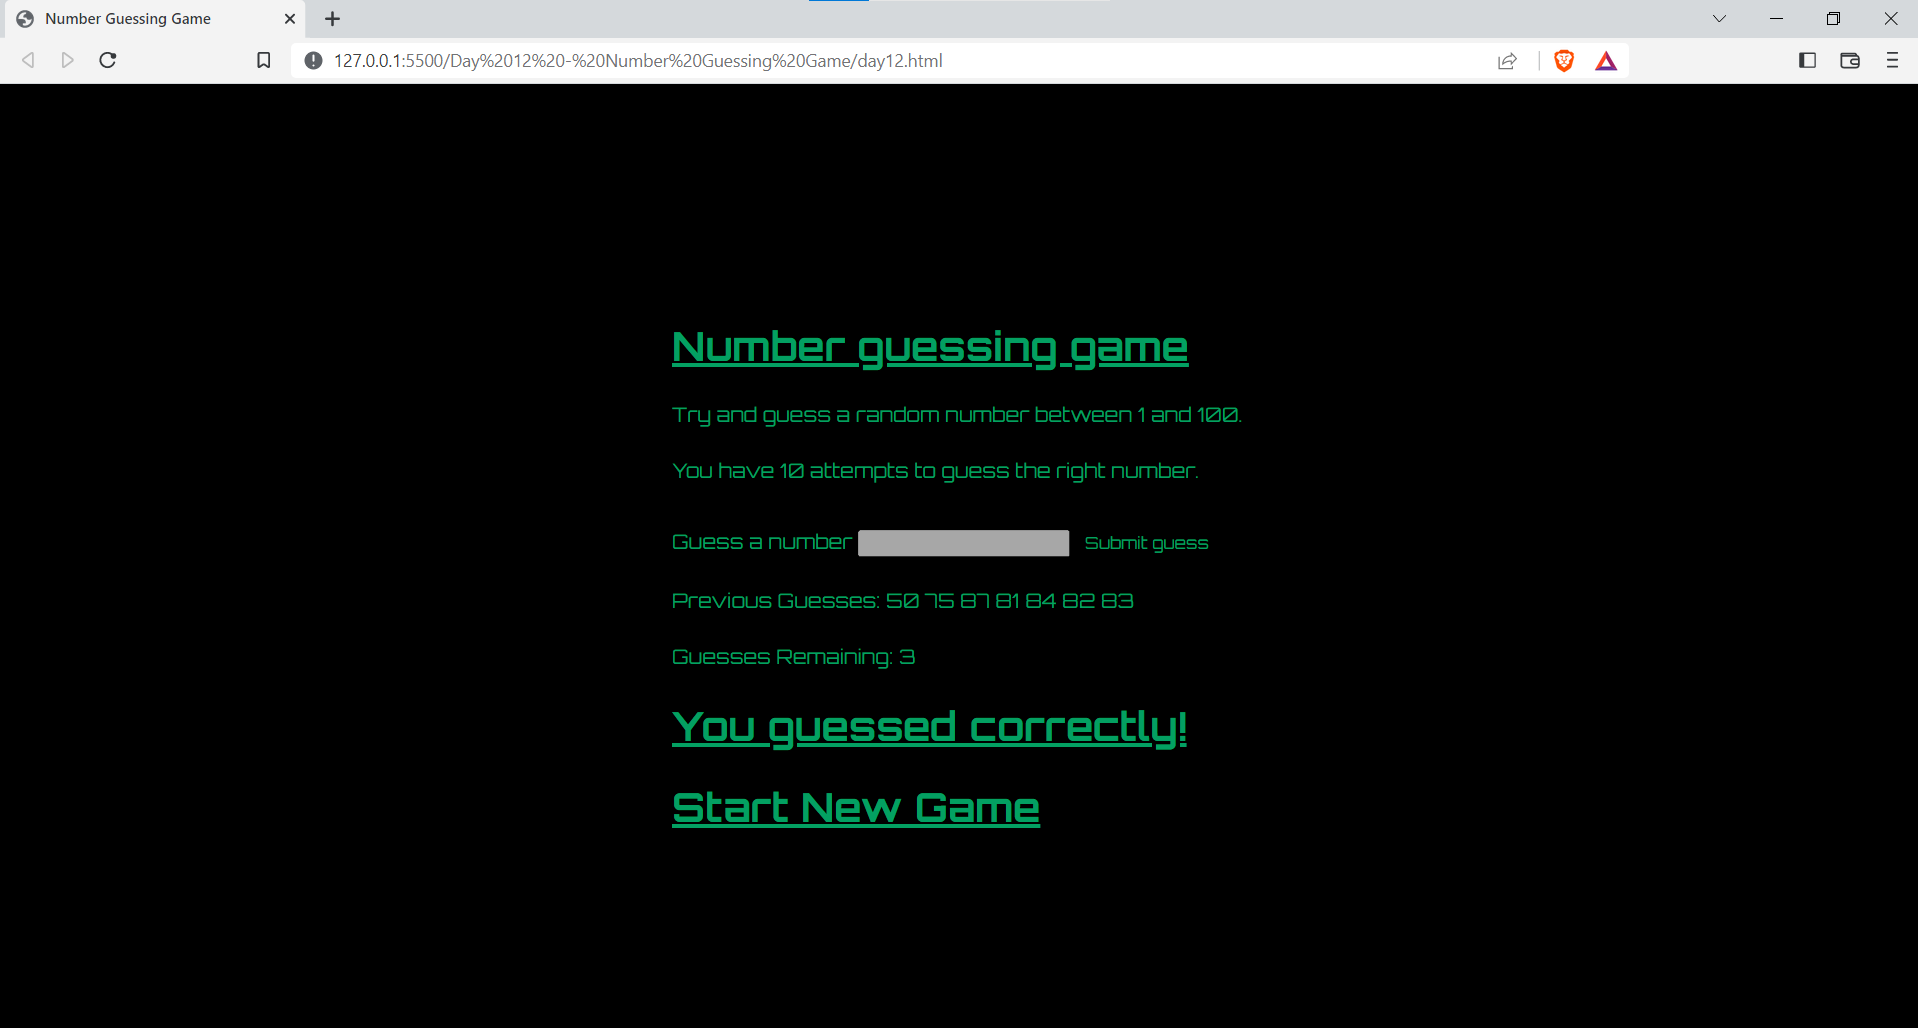 Number Guessing Game
127.0.0.1:5500/Day%2012%20-%20Number%20Guessing%20Game/day12.html
Number guessing game
Try and guess a random number between 1 and 100.
You have 10 attempts to guess the right number.
Guess a number Submit guess
Previous Guesses: 50 75 87 81 84 82 83
Guesses Remaining: 3
You guessed correctly!
Start New Game